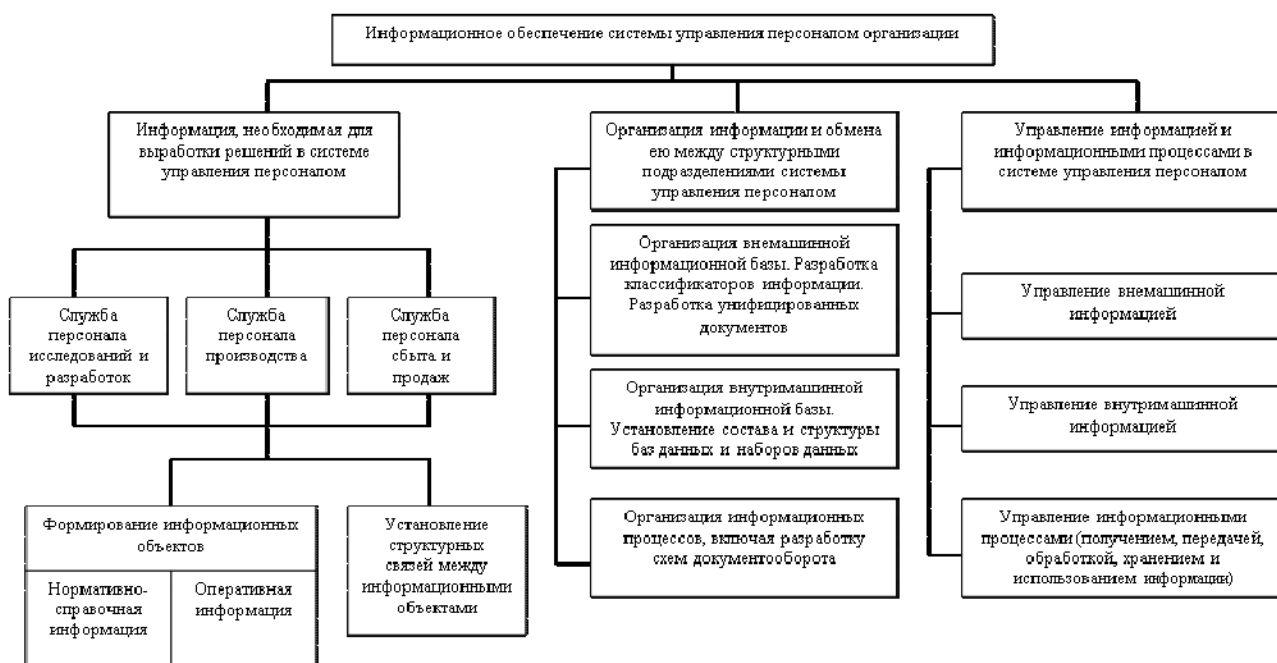 Информационное обеспечение системы управления персоналом организации
Информация, необходимая для
выработки решений в системе
управления персоналом
Организация информации и обмена
ею между структурными
подразделениями системы
управления персоналом
Управление информацией и
информационными процессами в
системе управления персоналом
Организация внемашинной
информационной базы. Разработка
классификаторов информации.
Разработка унифицированных
документов
Управление внемашинной
информацией
Служба
персонала
исследований и
разработок
Служба
персонала
производства
Служба
персонала
сбыта и
продаж
Организация внутримашинной
информационной базы.
Установление состава и структуры
баз данных и наборов данных
Управление внутримашинной
информацией
Формирование информационных
объектов
Нормативно-
справочная
информация
Оперативная
информация
Установление
структурных
связей между
информационными
объектами
Организация информационных
процессов, включая разработку
схем документооборота
Управление информационными
процессами (получением, передачей,
обработкой, хранением и
использованием информации)